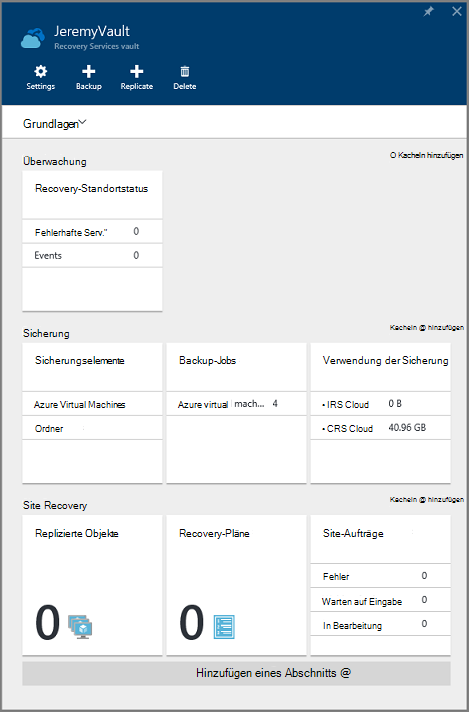 JeremyVault
Recovery Services vault
Settings
Backup
Replicate
Delete
Grundlagen
Überwachung
O Kacheln hinzufügen
Recovery-Standortstatus
Fehlerhafte Serv." 0
Events 0
Sicherung
Kacheln @ hinzufügen
Sicherungselemente
Azure Virtual Machines
Ordner
Backup-Jobs
Azure virtual mach... 4
Verwendung der Sicherung
• IRS Cloud 0 B
• CRS Cloud 40.96 GB
Site Recovery
Kacheln @ hinzufügen
Replizierte Objekte
0
Recovery-Pläne
0
Site-Aufträge
Fehler 0
Warten auf Eingabe 0
In Bearbeitung 0
Hinzufügen eines Abschnitts @